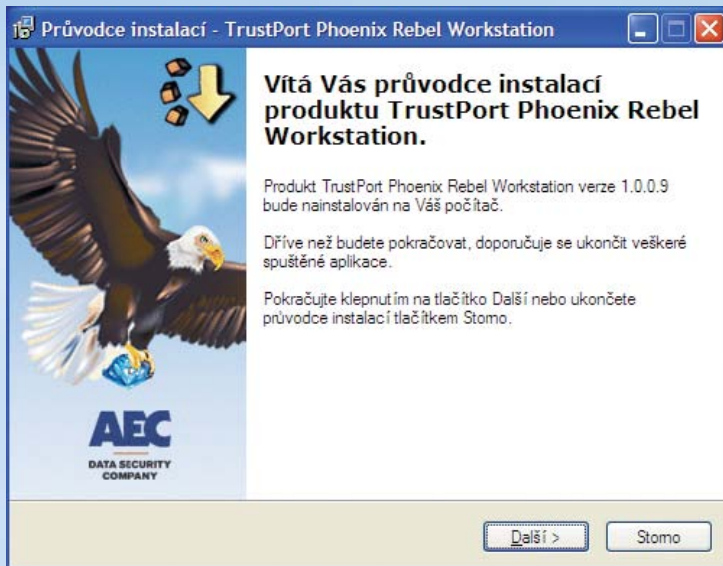 Průvodce instalací - TrustPort Phoenix Rebel Workstation
Vítá Vás průvodce instalací
produktu TrustPort Phoenix Rebel
Workstation.
Produkt TrustPort Phoenix Rebel Workstation verze 1.0.0.9
bude nainstalován na Váš počítač.
Dříve než budete pokračovat, doporučuje se ukončit veškeré
spuštěné aplikace.
Pokračujte klepnutím na tlačítko Další nebo ukončete
průvodce instalací tlačítkem Storno.
AEC
DATA SECURITY
COMPANY
Další >
Storno